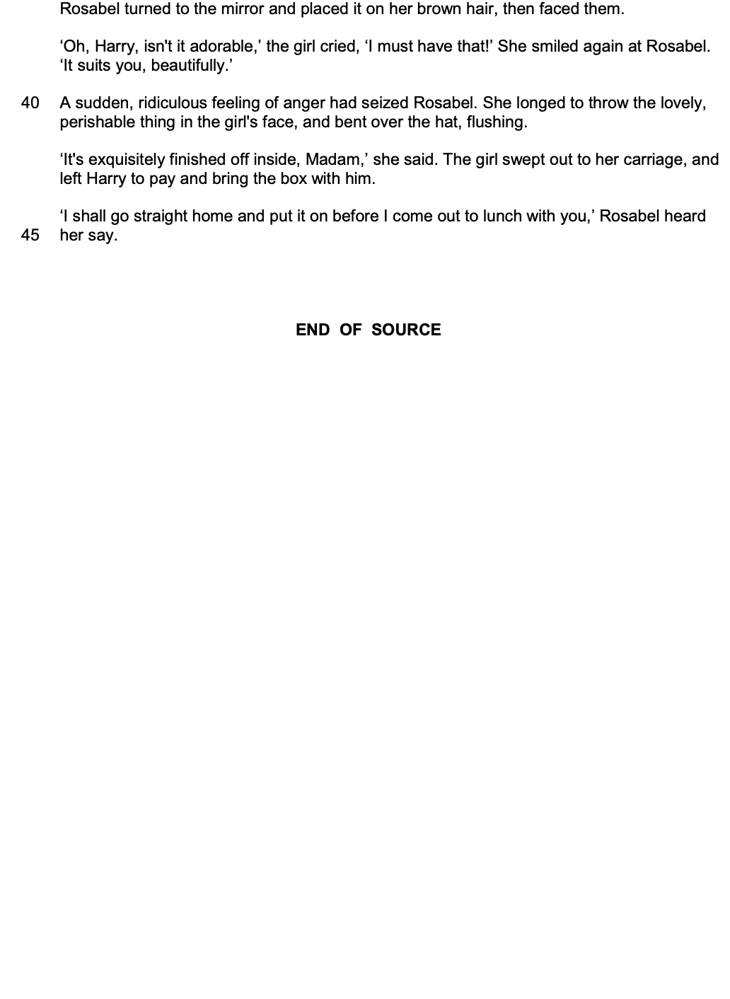 Rosabel turned to the mirror and placed it on her brown hair, then faced them.
‘Oh, Harry, isn't it adorable,’ the girl cried, ‘I must have that!’ She smiled again at Rosabel.
‘It suits you, beautifully.’
40 A sudden, ridiculous feeling of anger had seized Rosabel. She longed to throw the lovely,
perishable thing in the girl's face, and bent over the hat, flushing.
‘It's exquisitely finished off inside, Madam,’ she said. The girl swept out to her carriage, and
left Harry to pay and bring the box with him.
‘I shall go straight home and put it on before I come out to lunch with you,’ Rosabel heard
45 her say.
END OF SOURCE